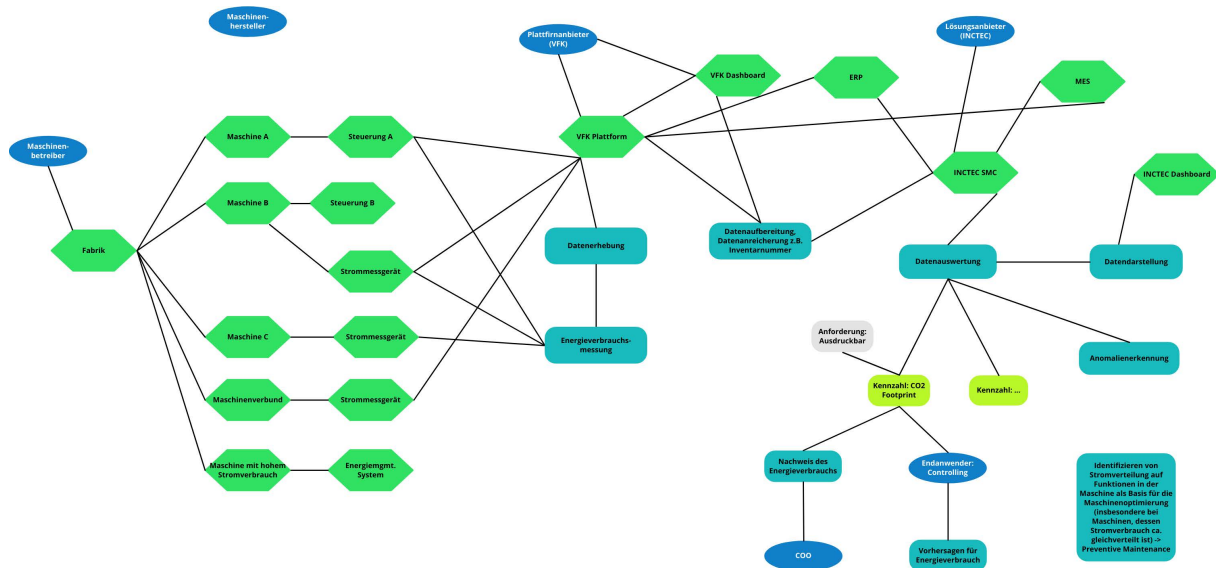 Maschinen-
hersteller
Plattfirnanbieter
(VFK)
Lösungsanbieter
(INCTEC)
VFK Dashboard
ERP
MES
Maschinen-
betreiber
Maschine A
Steuerung A
VFK Plattform
INCTEC SMC
INCTEC Dashboard
Maschine B
Steuerung B
Fabrik
Datenerhebung
Datenaufbereitung,
Datenanreicherung z.B.
Inventarnummer
Datenauswertung
Datendarstellung
Strommessgerät
Maschine C
Strommessgerät
Energieverbrauchs-
messung
Anforderung:
Ausdruckbar
Anomalienerkennung
Maschinenverbund
Strommessgerät
Kennzahl: CO2
Footprint
Kennzahl: ...
Maschine mit hohem
Stromverbrauch
Energiemgmt.
System
Nachweis des
Energieverbrauchs
Endanwender:
Controlling
Identifizieren von
Stromverteilung auf
Funktionen in der
Maschine als Basis für die
Maschinenoptimierung
(insbesondere bei
Maschinen, dessen
Stromverbrauch ca.
gleichverteilt ist) ->
Preventive Maintenance
COO
Vorhersagen für
Energieverbrauch